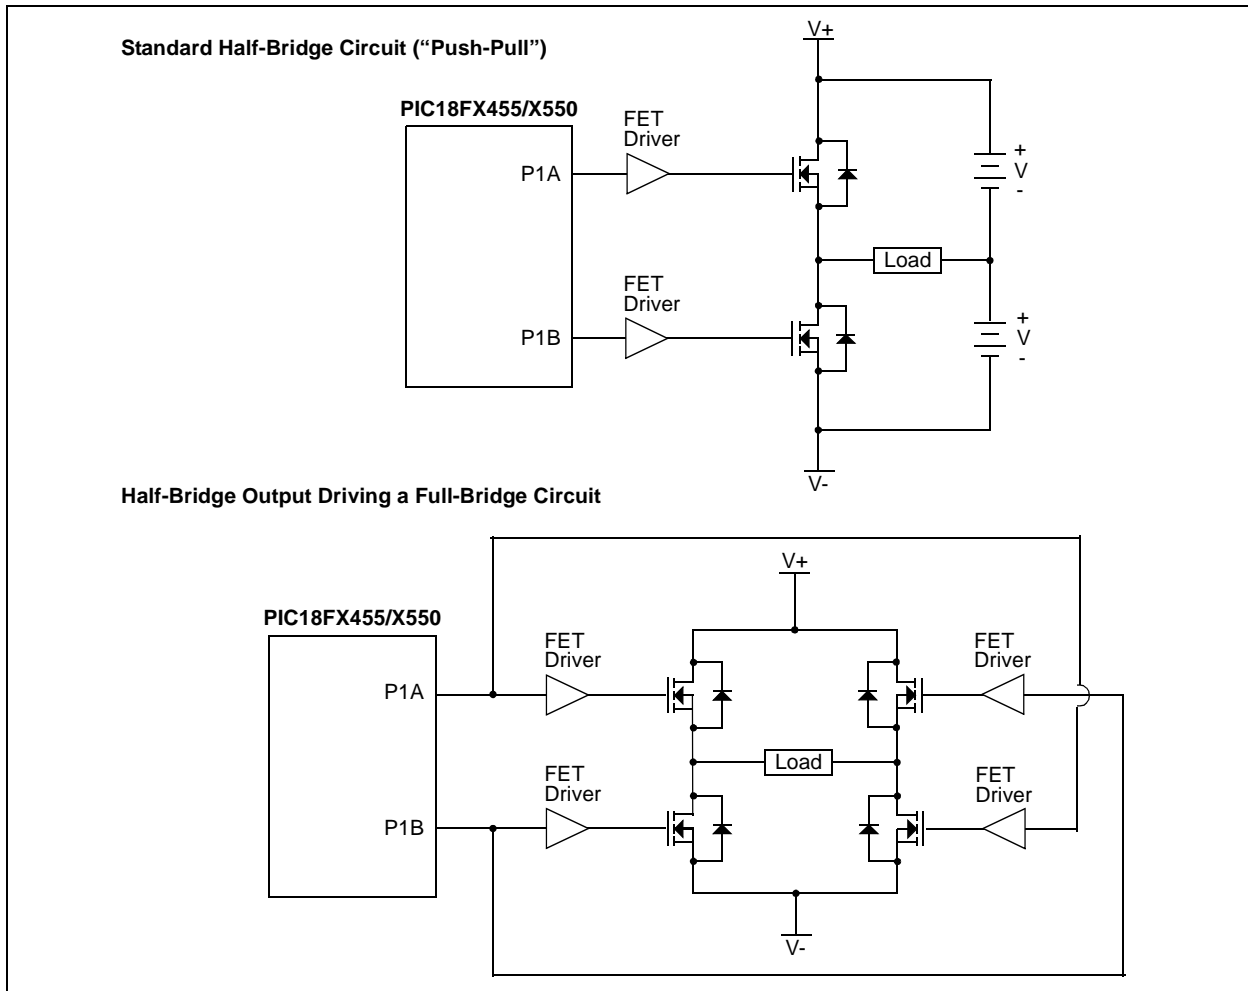 Standard Half-Bridge Circuit (“Push-Pull”)
V+
PIC18FX455/X550
FET
Driver
P1A
+
V
-
Load
FET
Driver
P1B
+
V
-
V-
Half-Bridge Output Driving a Full-Bridge Circuit
V+
PIC18FX455/X550
FET
Driver
FET
Driver
P1A
Load
FET
Driver
FET
Driver
P1B
V-